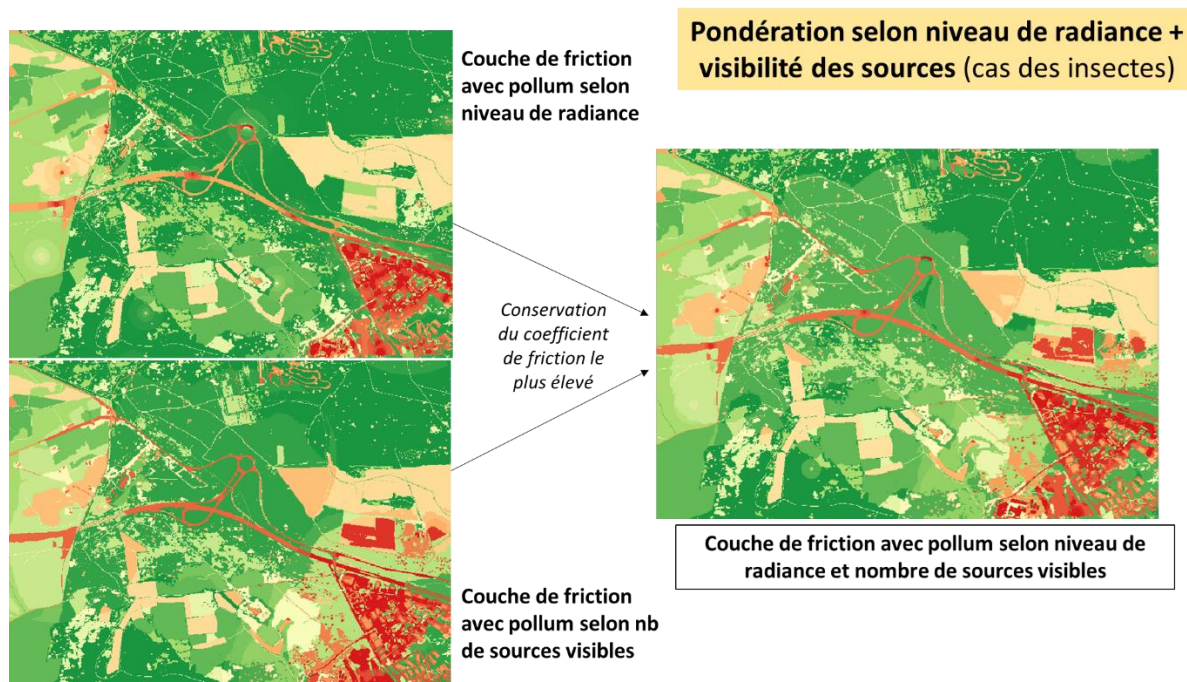 Pondération selon niveau de radiance +
visibilité des sources (cas des insectes)
Couche de friction
avec pollum selon
niveau de radiance
Conservation
du coefficient
de friction le
plus élevé
Couche de friction
avec pollum selon nb
de sources visibles
Couche de friction avec pollum selon niveau de
radiance et nombre de sources visibles